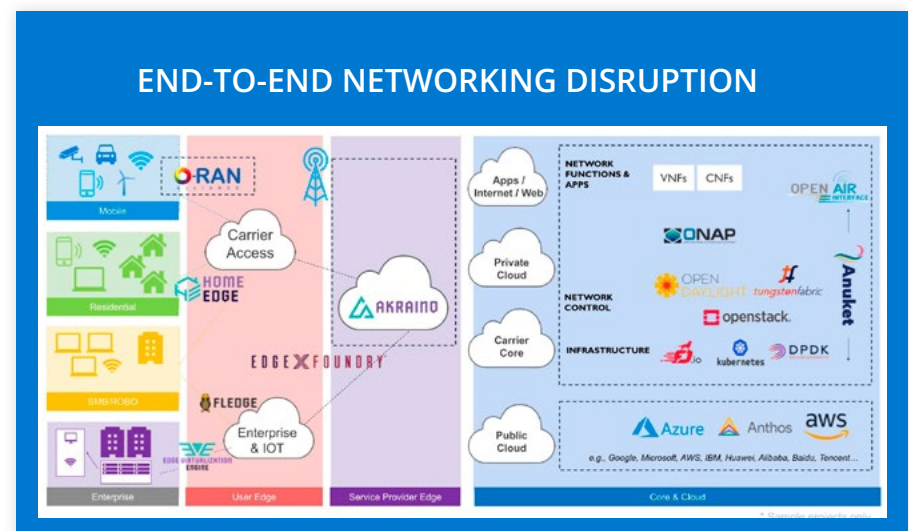 END-TO-END NETWORKING DISRUPTION
O-RAN
ALLIANCE
Mobile
Carrier
Access
HOME
EDGE
Residential
AKRAINO
EDGE X FOUNDRY
SMB/ROBO
FLEDGE
Enterprise
& IOT
EDGE VIRTUALIZATION
ENGINE
Enterprise
User Edge
Service Provider Edge
Apps /
Internet / Web
Private
Cloud
Carrier
Core
Public
Cloud
NETWORK
FUNCTIONS &
APPS
VNFs
CNFs
OPEN AIR
INTERFACE
ONAP
NETWORK
CONTROL
OPEN
DAYLIGHT
tungstenfabric
openstack.
Anuket
INFRASTRUCTURE
.io
kubernetes
DPDK
Azure
Anthos
aws
e.g., Google, Microsoft, AWS, IBM, Huawei, Alibaba, Baidu, Tencent...
Core & Cloud
* Sample projects only